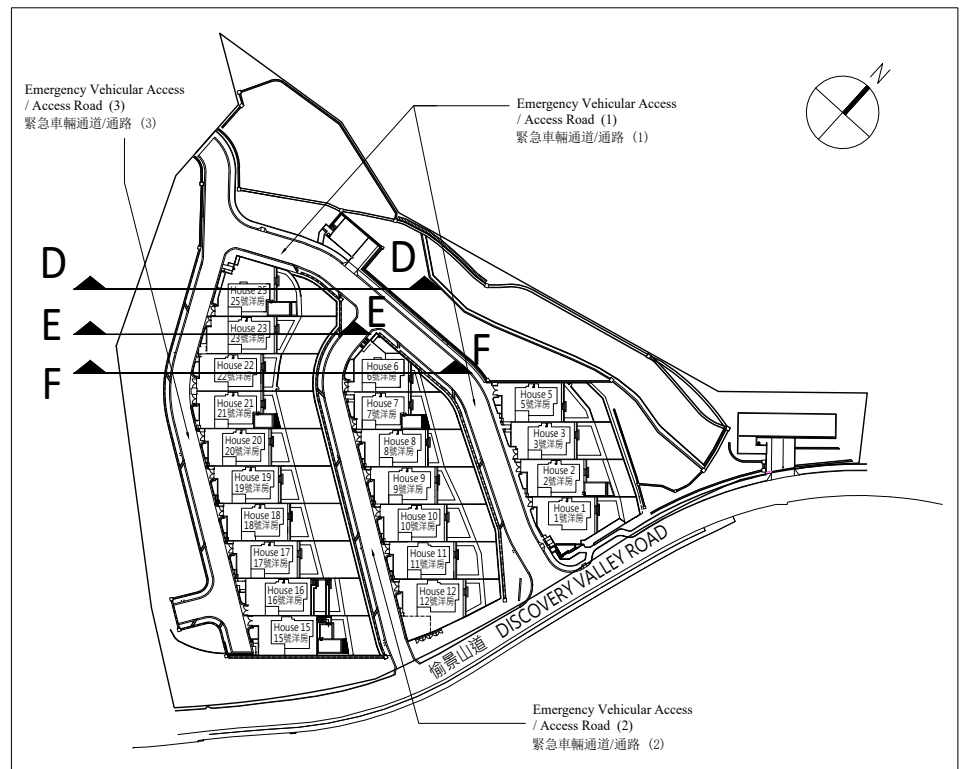 Emergency Vehicular Access
/ Access Road (3)
緊急車輛通道/通路 (3)
Emergency Vehicular Access
/ Access Road (1)
緊急車輛通道/通路 (1)
N
D
D
E
E
F
F
House 25
25號洋房
House 23
23號洋房
House 22
22號洋房
House 21
21號洋房
House 20
20號洋房
House 19
19號洋房
House 18
18號洋房
House 17
17號洋房
House 16
16號洋房
House 15
15號洋房
House 6
6號洋房
House 7
7號洋房
House 8
8號洋房
House 9
9號洋房
House 10
10號洋房
House 11
11號洋房
House 12
12號洋房
House 5
5號洋房
House 3
3號洋房
House 2
2號洋房
House 1
1號洋房
愉景山道 DISCOVERY VALLEY ROAD
Emergency Vehicular Access
/ Access Road (2)
緊急車輛通道/通路 (2)